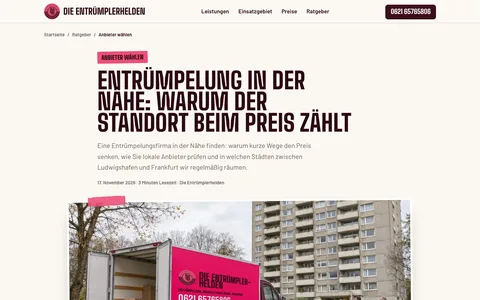 DIE ENTRÜMPLERHELDEN
Leistungen Einsatzgebiet Preise Ratgeber
0621 65765806
Startseite / Ratgeber / Anbieter wählen
ANBIETER WÄHLEN
ENTRÜMPELUNG IN DER
NÄHE: WARUM DER
STANDORT BEIM PREIS ZÄHLT
Eine Entrümpelungsfirma in der Nähe finden: warum kurze Wege den Preis
senken, wie Sie lokale Anbieter prüfen und in welchen Städten zwischen
Ludwigshafen und Frankfurt wir regelmäßig räumen.
17. November 2026 · 3 Minuten Lesezeit · Die Entrümplerhelden
DIE ENTRÜMPLER-
HELDEN
0621 65765806